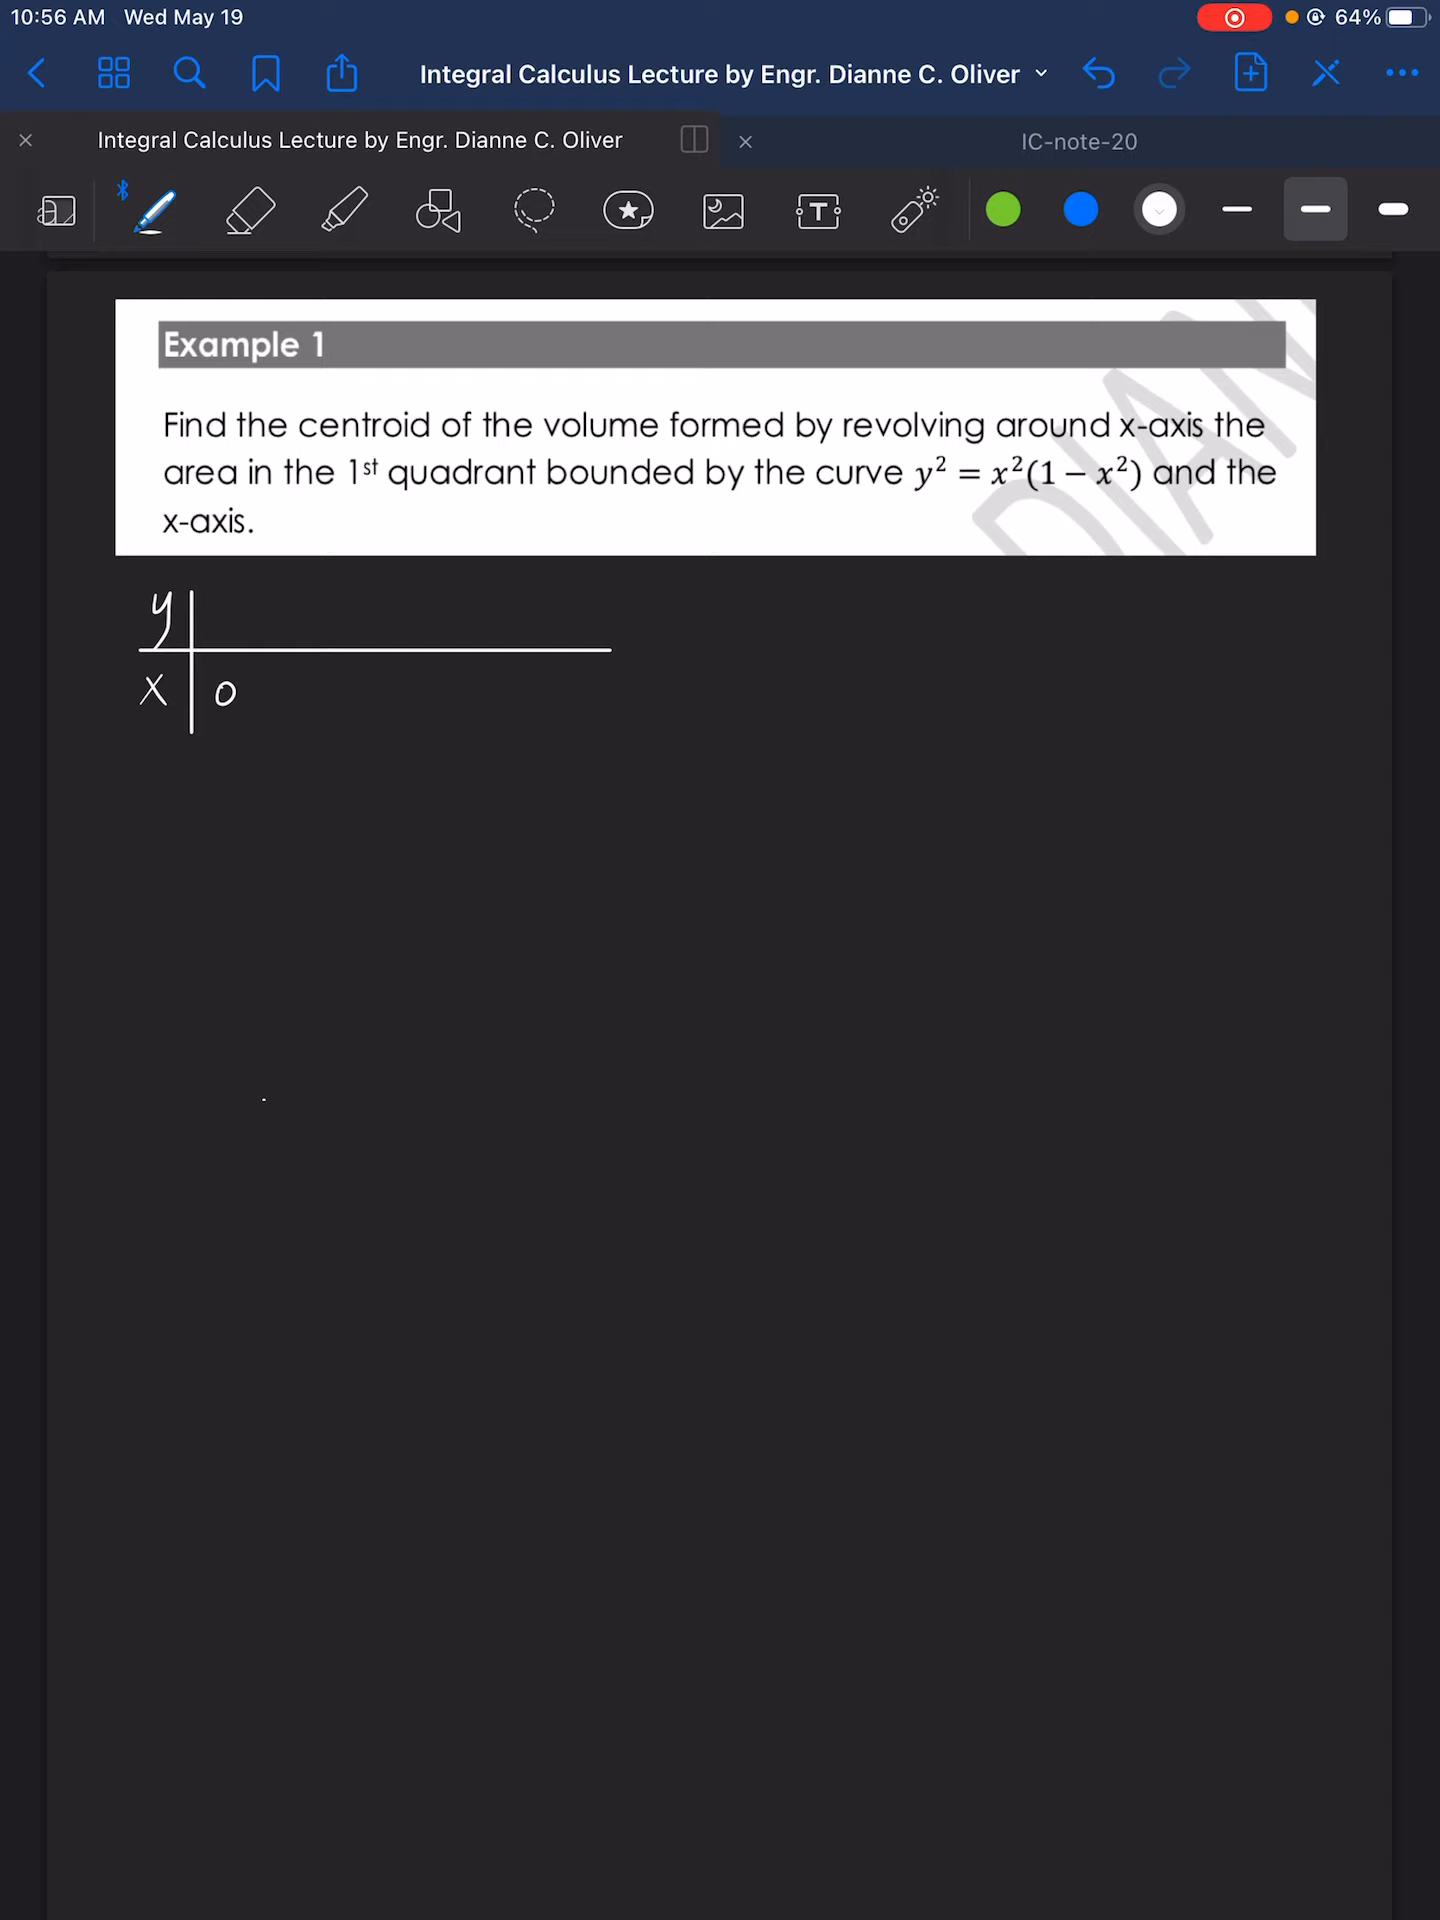 10:56 AM Wed May 19
64%
Integral Calculus Lecture by Engr. Dianne C. Oliver
Integral Calculus Lecture by Engr. Dianne C. Oliver
IC-note-20
T
Example 1
Find the centroid of the volume formed by revolving around x-axis the
area in the 1st quadrant bounded by the curve y² = x²(1 – x²) and the
x-axis.
DIAN
y
x 0